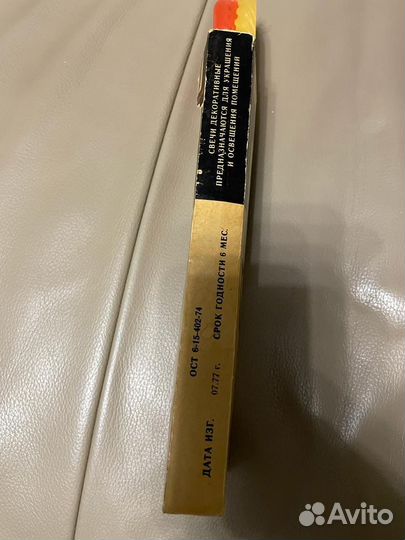 СВЕЧИ ДЕКОРАТИВНЫЕ
ПРЕДНАЗНАЧАЮТСЯ ДЛЯ УКРАШЕНИЯ
И ОСВЕЩЕНИЯ ПОМЕЩЕНИЙ
ОСТ 6-15-402-74
ДАТА ИЗГ. 07.77 г. СРОК ГОДНОСТИ 6 МЕС.
Avito